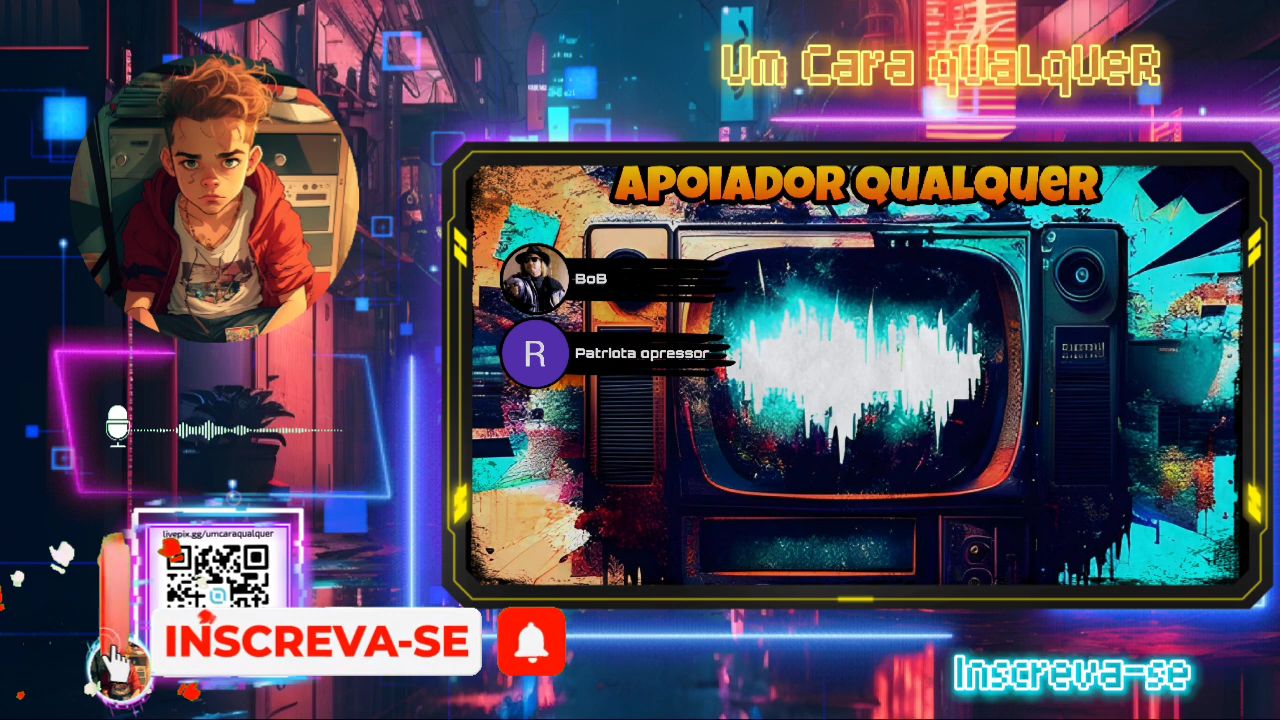 Um Cara qUaLqUeR
APOIADOR QUALQUER
BoB
R
Patriota opressor
livepix.gg/umcaraqualquer
INSCREVA-SE
Inscreva-se